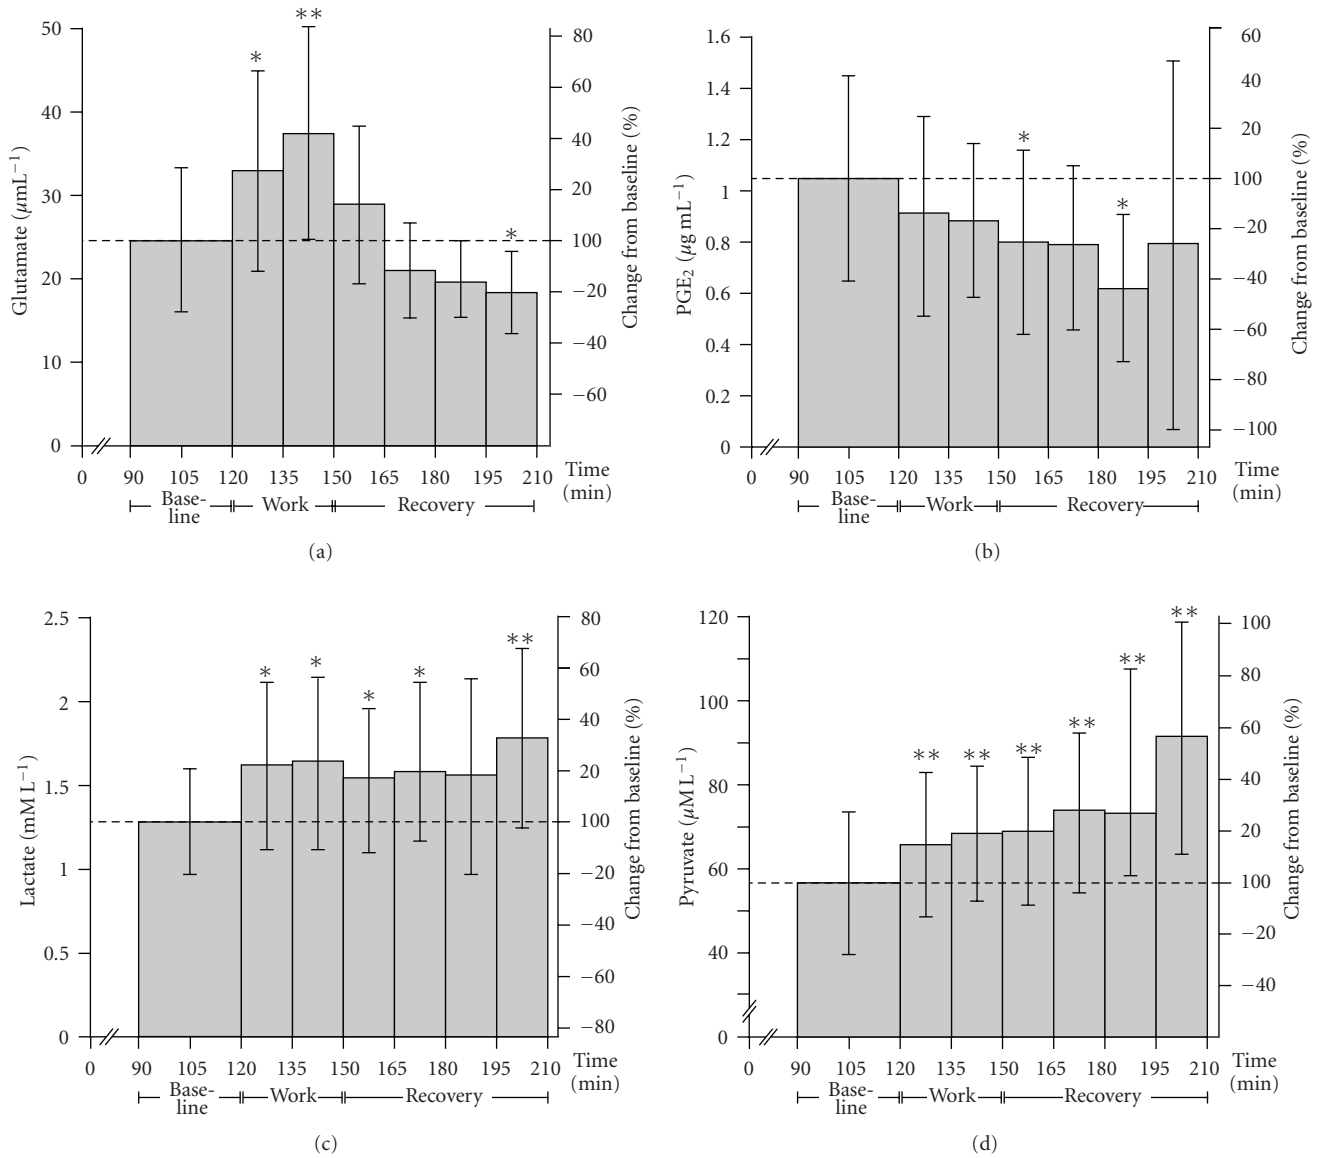 50
40
30
20
10
0
Glutamate (μmL−1)
80
60
40
20
100
−20
−40
−60
Change from baseline (%)
*
**
*
0 90 105 120 135 150 165 180 195 210 Time (min)
Base-
line
Work
Recovery
(a)
1.6
1.4
1.2
1
0.8
0.6
0.4
0.2
0
PGE2 (μg mL−1)
60
40
20
100
−20
−40
−60
−80
−100
Change from baseline (%)
*
*
0 90 105 120 135 150 165 180 195 210 Time (min)
Base-
line
Work
Recovery
(b)
2.5
2
1.5
1
0.5
0
Lactate (mM L−1)
80
60
40
20
100
−20
−40
−60
−80
Change from baseline (%)
*
*
*
*
**
0 90 105 120 135 150 165 180 195 210 Time (min)
Base-
line
Work
Recovery
(c)
120
100
80
60
40
0
Pyruvate (μM L−1)
100
80
60
40
20
100
−20
−40
Change from baseline (%)
**
**
**
**
**
**
0 90 105 120 135 150 165 180 195 210 Time (min)
Base-
line
Work
Recovery
(d)